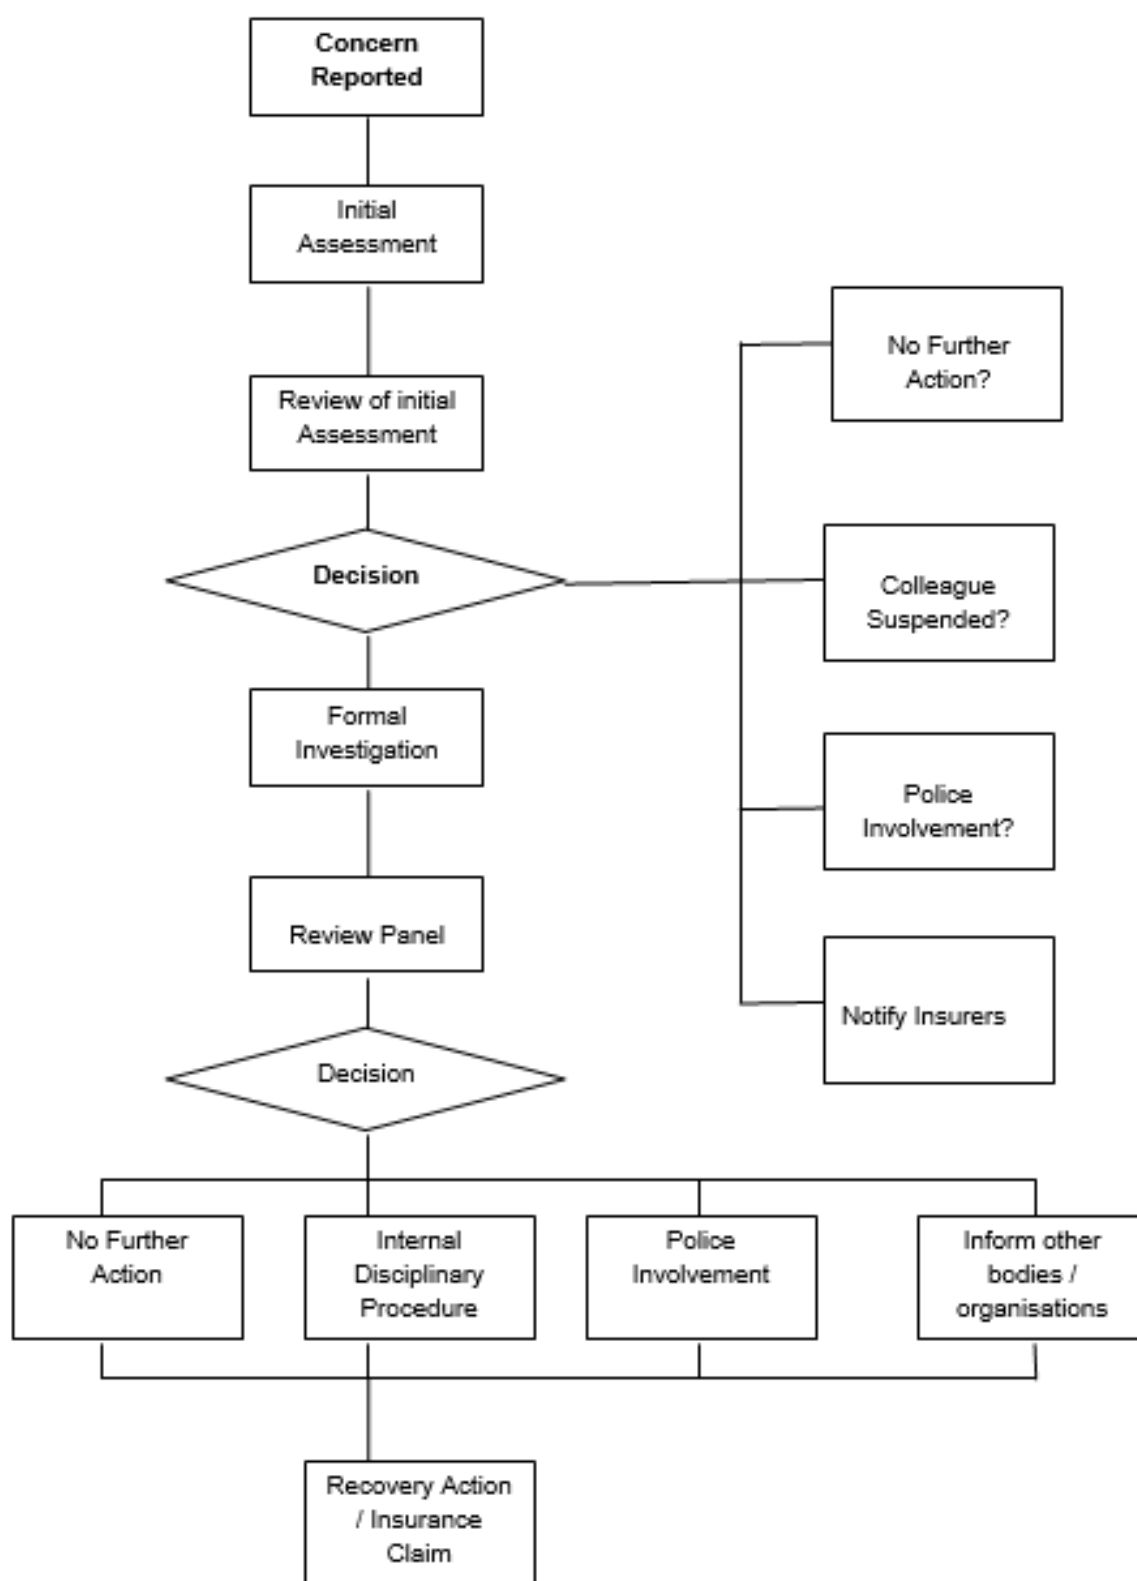 Concern
Reported
Initial
Assessment
Review of initial
Assessment
No Further
Action?
Decision
Colleague
Suspended?
Formal
Investigation
Police
Involvement?
Review Panel
Notify Insurers
Decision
No Further
Action
Internal
Disciplinary
Procedure
Police
Involvement
Inform other
bodies /
organisations
Recovery Action
/ Insurance
Claim